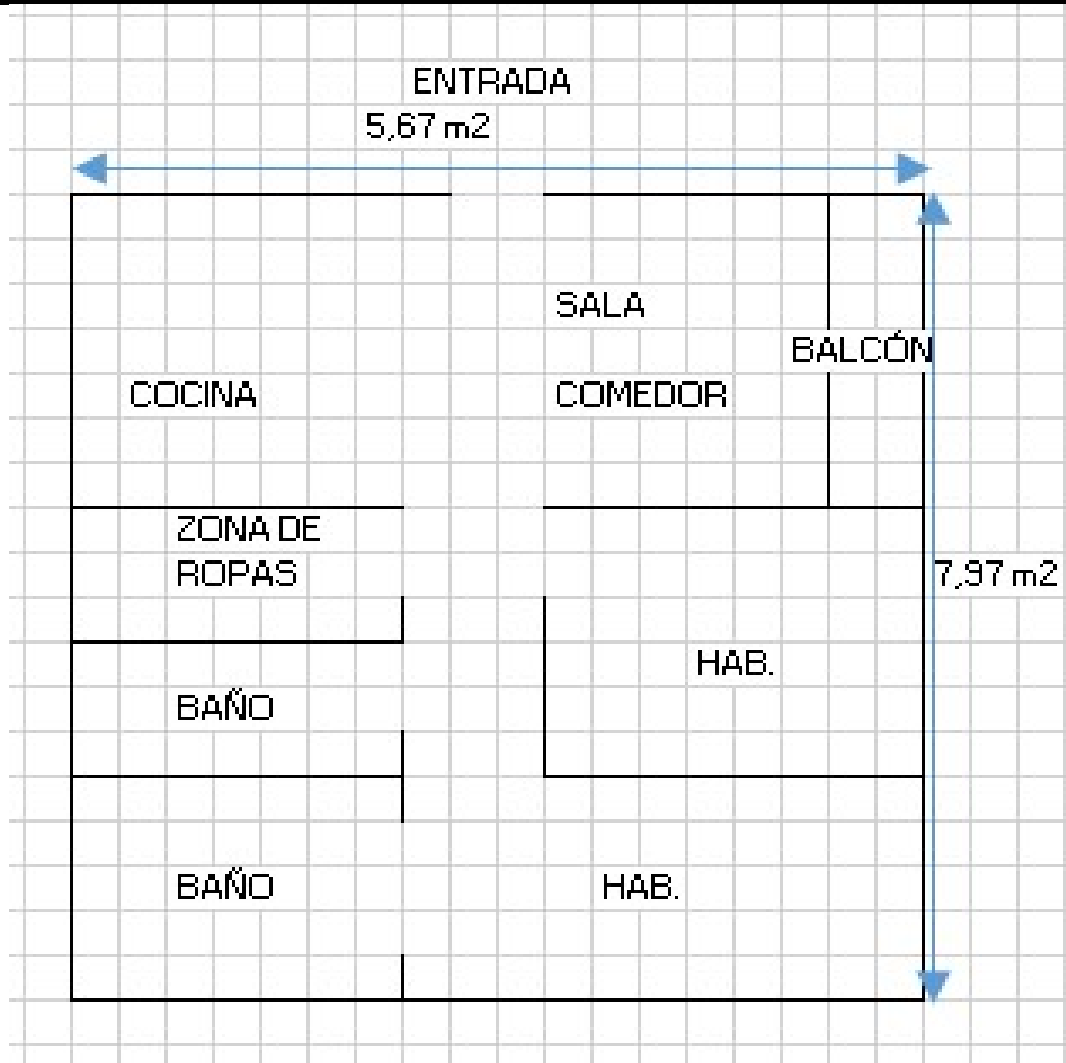 ENTRADA
5,67 m2
SALA
BALCÓN
COCINA
COMEDOR
ZONA DE
ROPAS
7,97 m2
HAB.
BAÑO
BAÑO
HAB.